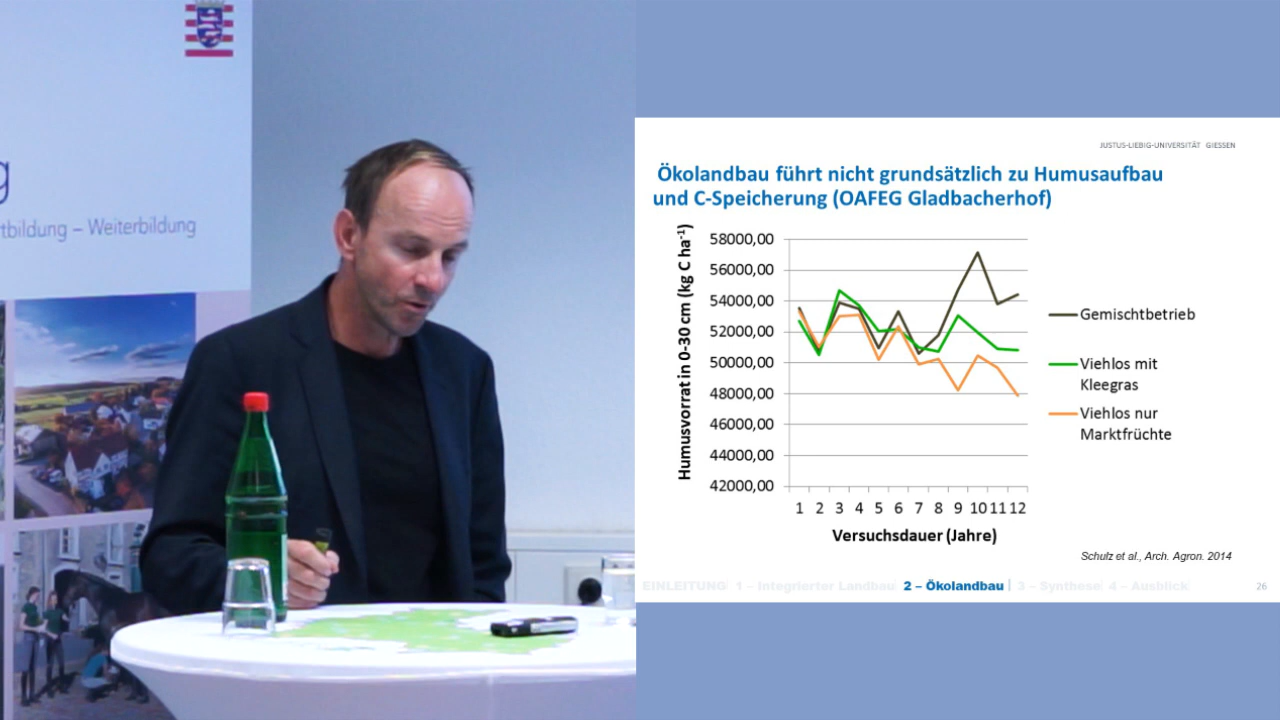 g
tbildung – Weiterbildung
JUSTUS-LIEBIG-UNIVERSITÄT GIESSEN
Ökolandbau führt nicht grundsätzlich zu Humusaufbau
und C-Speicherung (OAFEG Gladbacherhof)
Humusvorrat in 0-30 cm (kg C ha⁻¹)
58000,00
56000,00
54000,00
52000,00
50000,00
48000,00
46000,00
44000,00
42000,00
1 2 3 4 5 6 7 8 9 10 11 12
Versuchsdauer (Jahre)
Gemischtbetrieb
Viehlos mit
Kleegras
Viehlos nur
Marktfrüchte
Schulz et al., Arch. Agron. 2014
EINLEITUNG| 1 – Integrierter Landbau| 2 – Ökolandbau | 3 – Synthese| 4 – Ausblick|
26